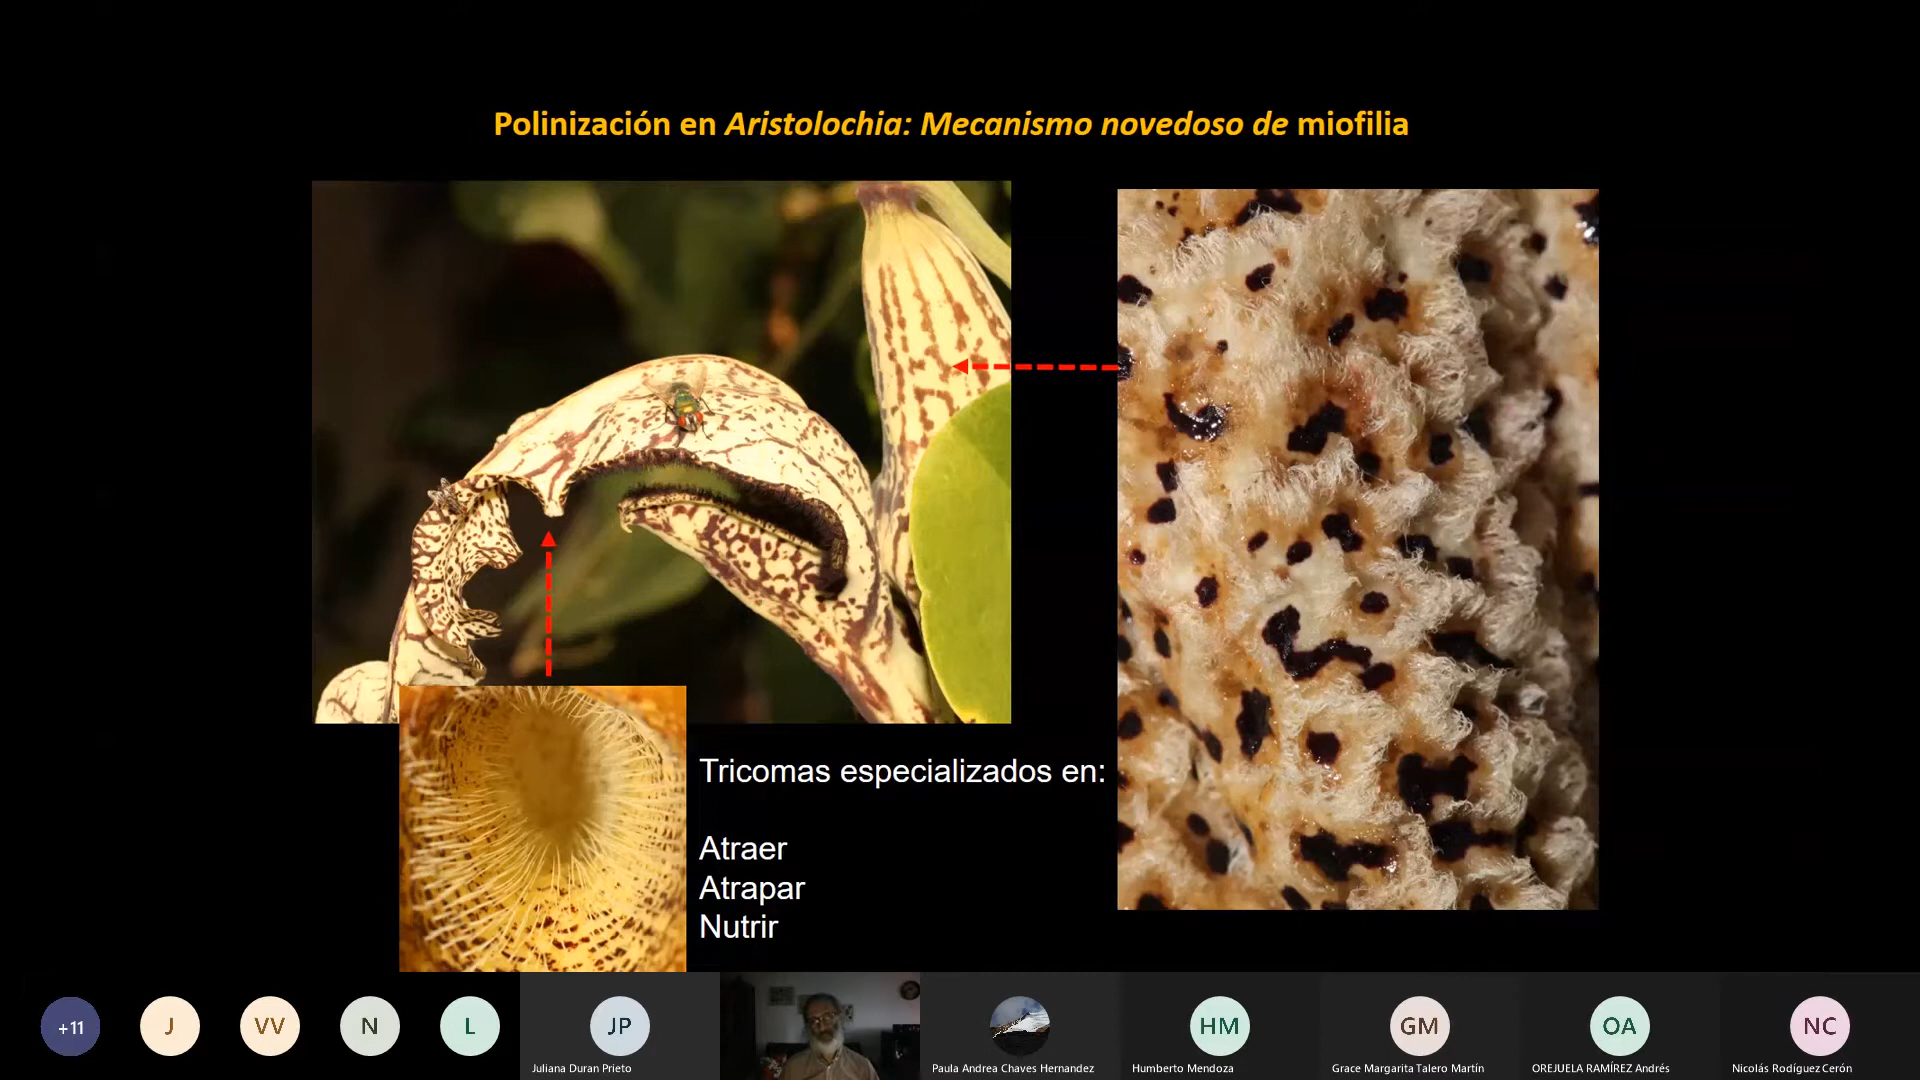 Polinización en Aristolochia: Mecanismo novedoso de miofilia
Tricomas especializados en:
Atraer
Atrapar
Nutrir
+11
J
VV
N
L
JP
HM
GM
OA
NC
Juliana Duran Prieto
Paula Andrea Chaves Hernandez
Humberto Mendoza
Grace Margarita Talero Martín
OREJUELA RAMÍREZ Andrés
Nicolás Rodíguez Cerón